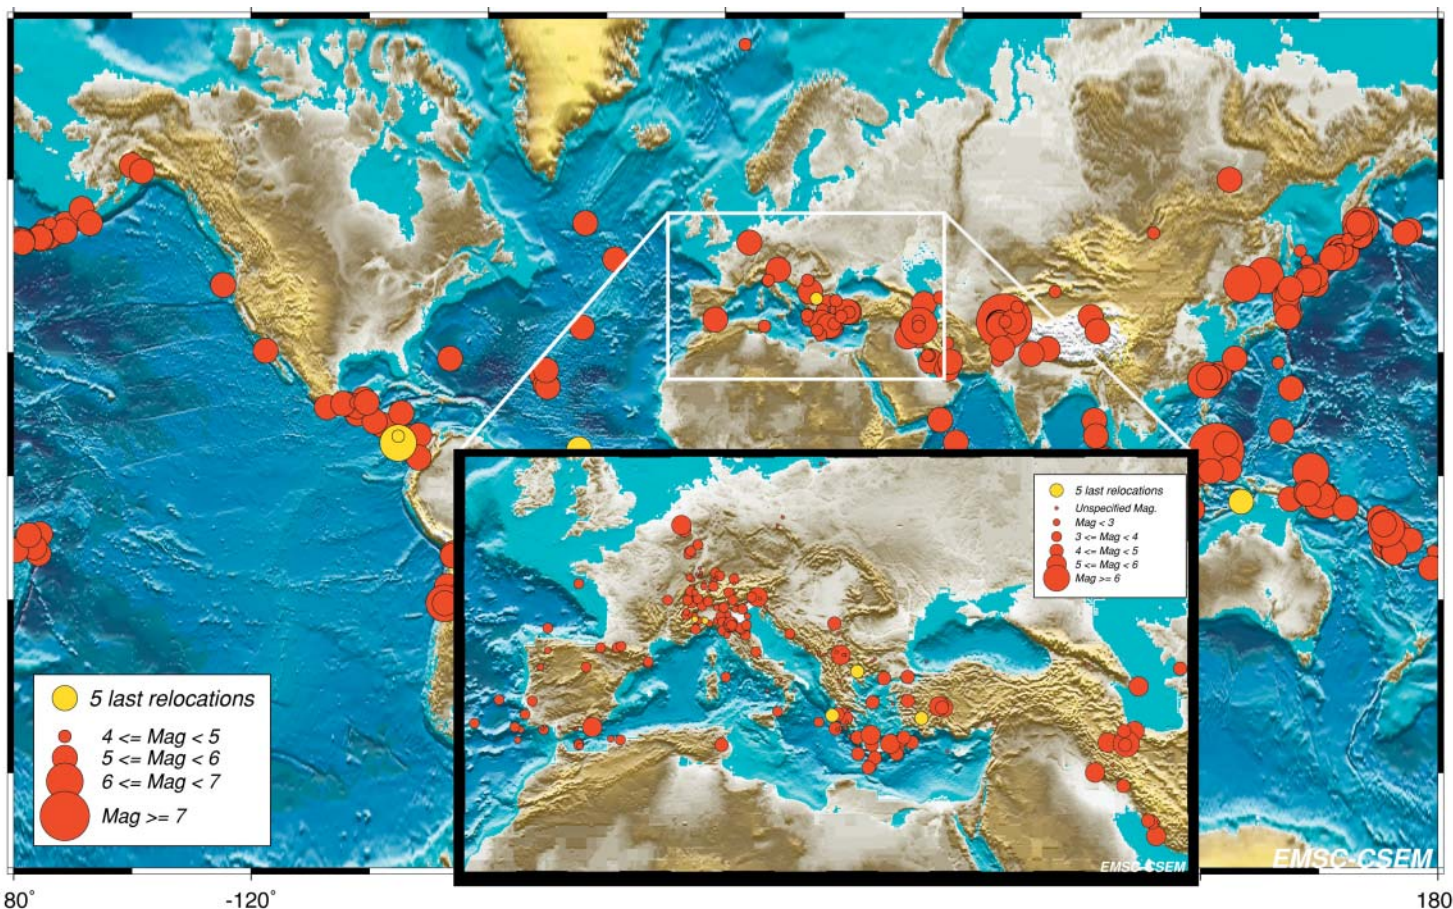 5 last relocations
Unspecified Mag.
Mag < 3
3 <= Mag < 4
4 <= Mag < 5
5 <= Mag < 6
Mag >= 6
5 last relocations
4 <= Mag < 5
5 <= Mag < 6
6 <= Mag < 7
Mag >= 7
EMSC-CSEM
EMSC-CSEM
80˚
-120˚
180